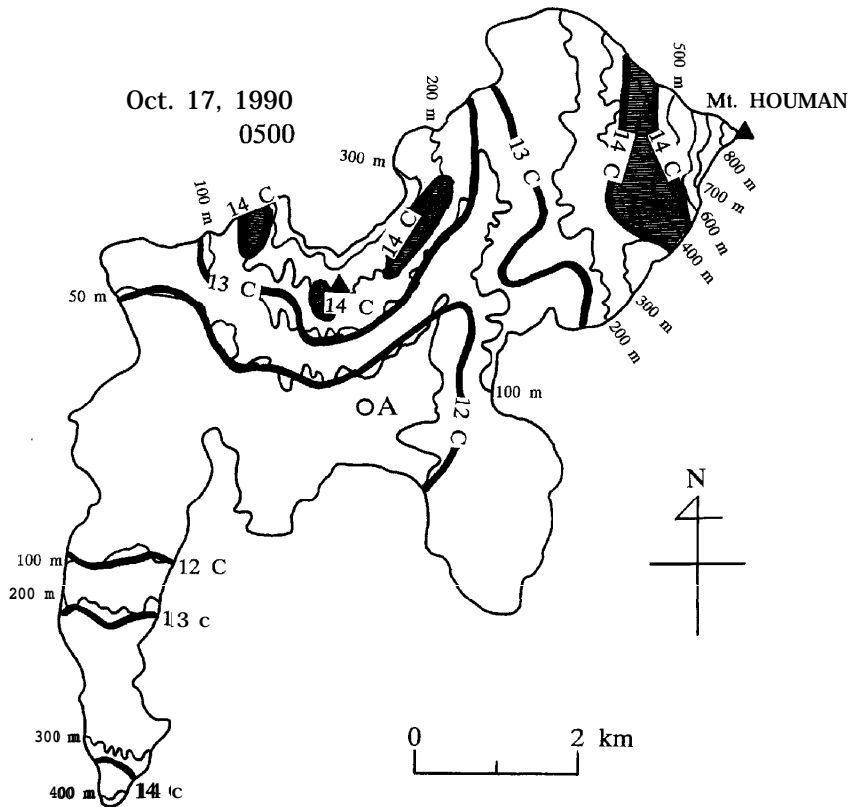 Oct. 17, 1990
0500
200 m
500 m
Mt. HOUMAN
300 m
13 C
14 C
14 C
800 m
100 m
14 C
14 C
700 m
600 m
400 m
50 m
13 C
14 C
300 m
200 m
A
12 C
100 m
N
100 m
12 C
200 m
13 c
0
2 km
300 m
400 m
14 c